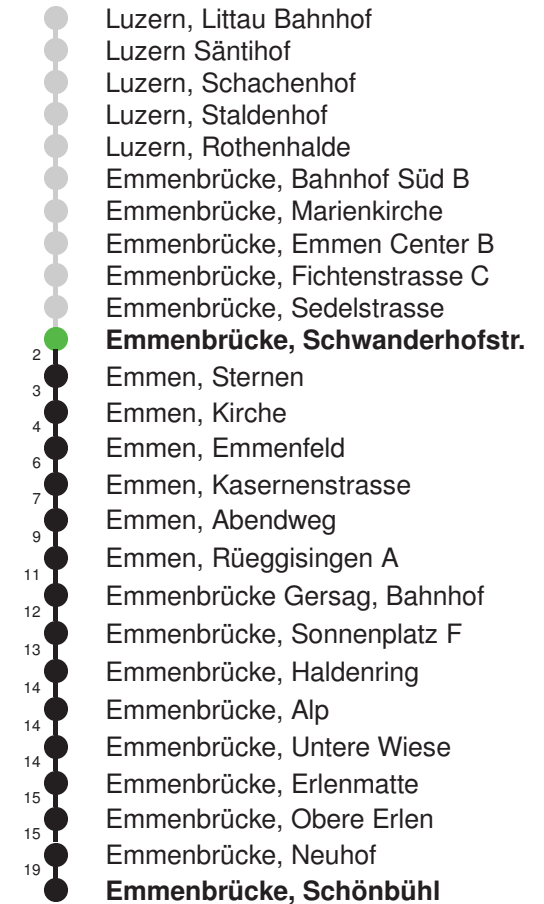 Luzern, Littau Bahnhof
Luzern Säntihof
Luzern, Schachenhof
Luzern, Staldenhof
Luzern, Rothenhalde
Emmenbrücke, Bahnhof Süd B
Emmenbrücke, Marienkirche
Emmenbrücke, Emmen Center B
Emmenbrücke, Fichtenstrasse C
Emmenbrücke, Sedelstrasse
Emmenbrücke, Schwanderhofstr.
2 Emmen, Sternen
3 Emmen, Kirche
4 Emmen, Emmenfeld
6 Emmen, Kasernenstrasse
7 Emmen, Abendweg
9 Emmen, Rüeggisingen A
11 Emmenbrücke Gersag, Bahnhof
12 Emmenbrücke, Sonnenplatz F
13 Emmenbrücke, Haldenring
14 Emmenbrücke, Alp
14 Emmenbrücke, Untere Wiese
14 Emmenbrücke, Erlenmatte
15 Emmenbrücke, Obere Erlen
15 Emmenbrücke, Neuhof
19 Emmenbrücke, Schönbühl